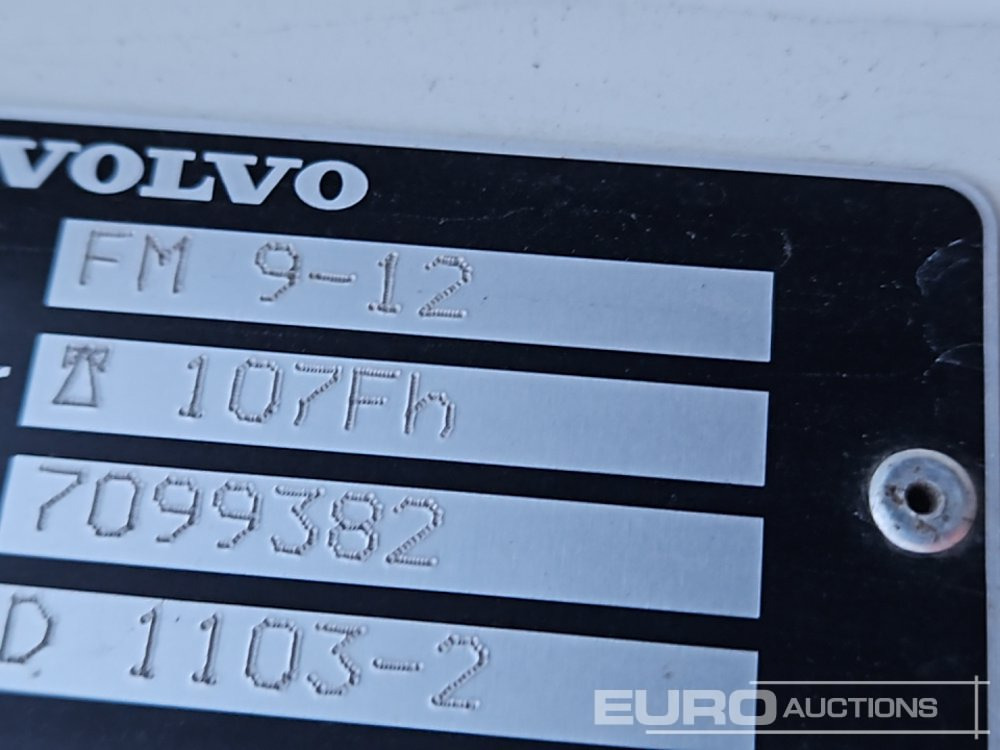 VOLVO
FM 9-12
107Fh
7099382
D 1103-2
EURO AUCTIONS